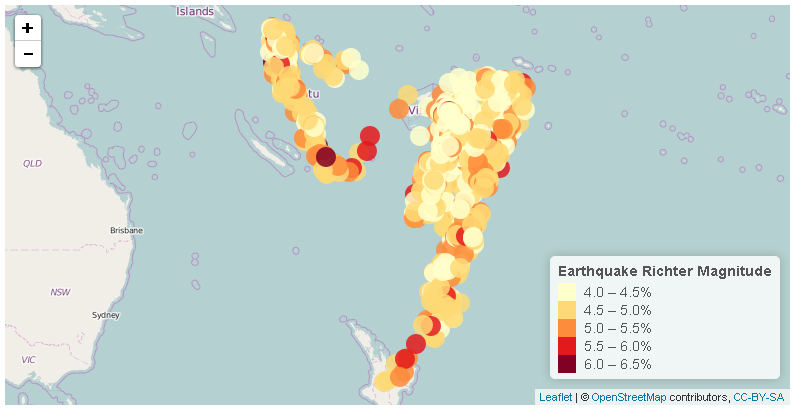 Islands
+
−
tu
Vi
QLD
Brisbane
NSW
Sydney
VIC
Earthquake Richter Magnitude
4.0 – 4.5%
4.5 – 5.0%
5.0 – 5.5%
5.5 – 6.0%
6.0 – 6.5%
Leaflet | © OpenStreetMap contributors, CC-BY-SA